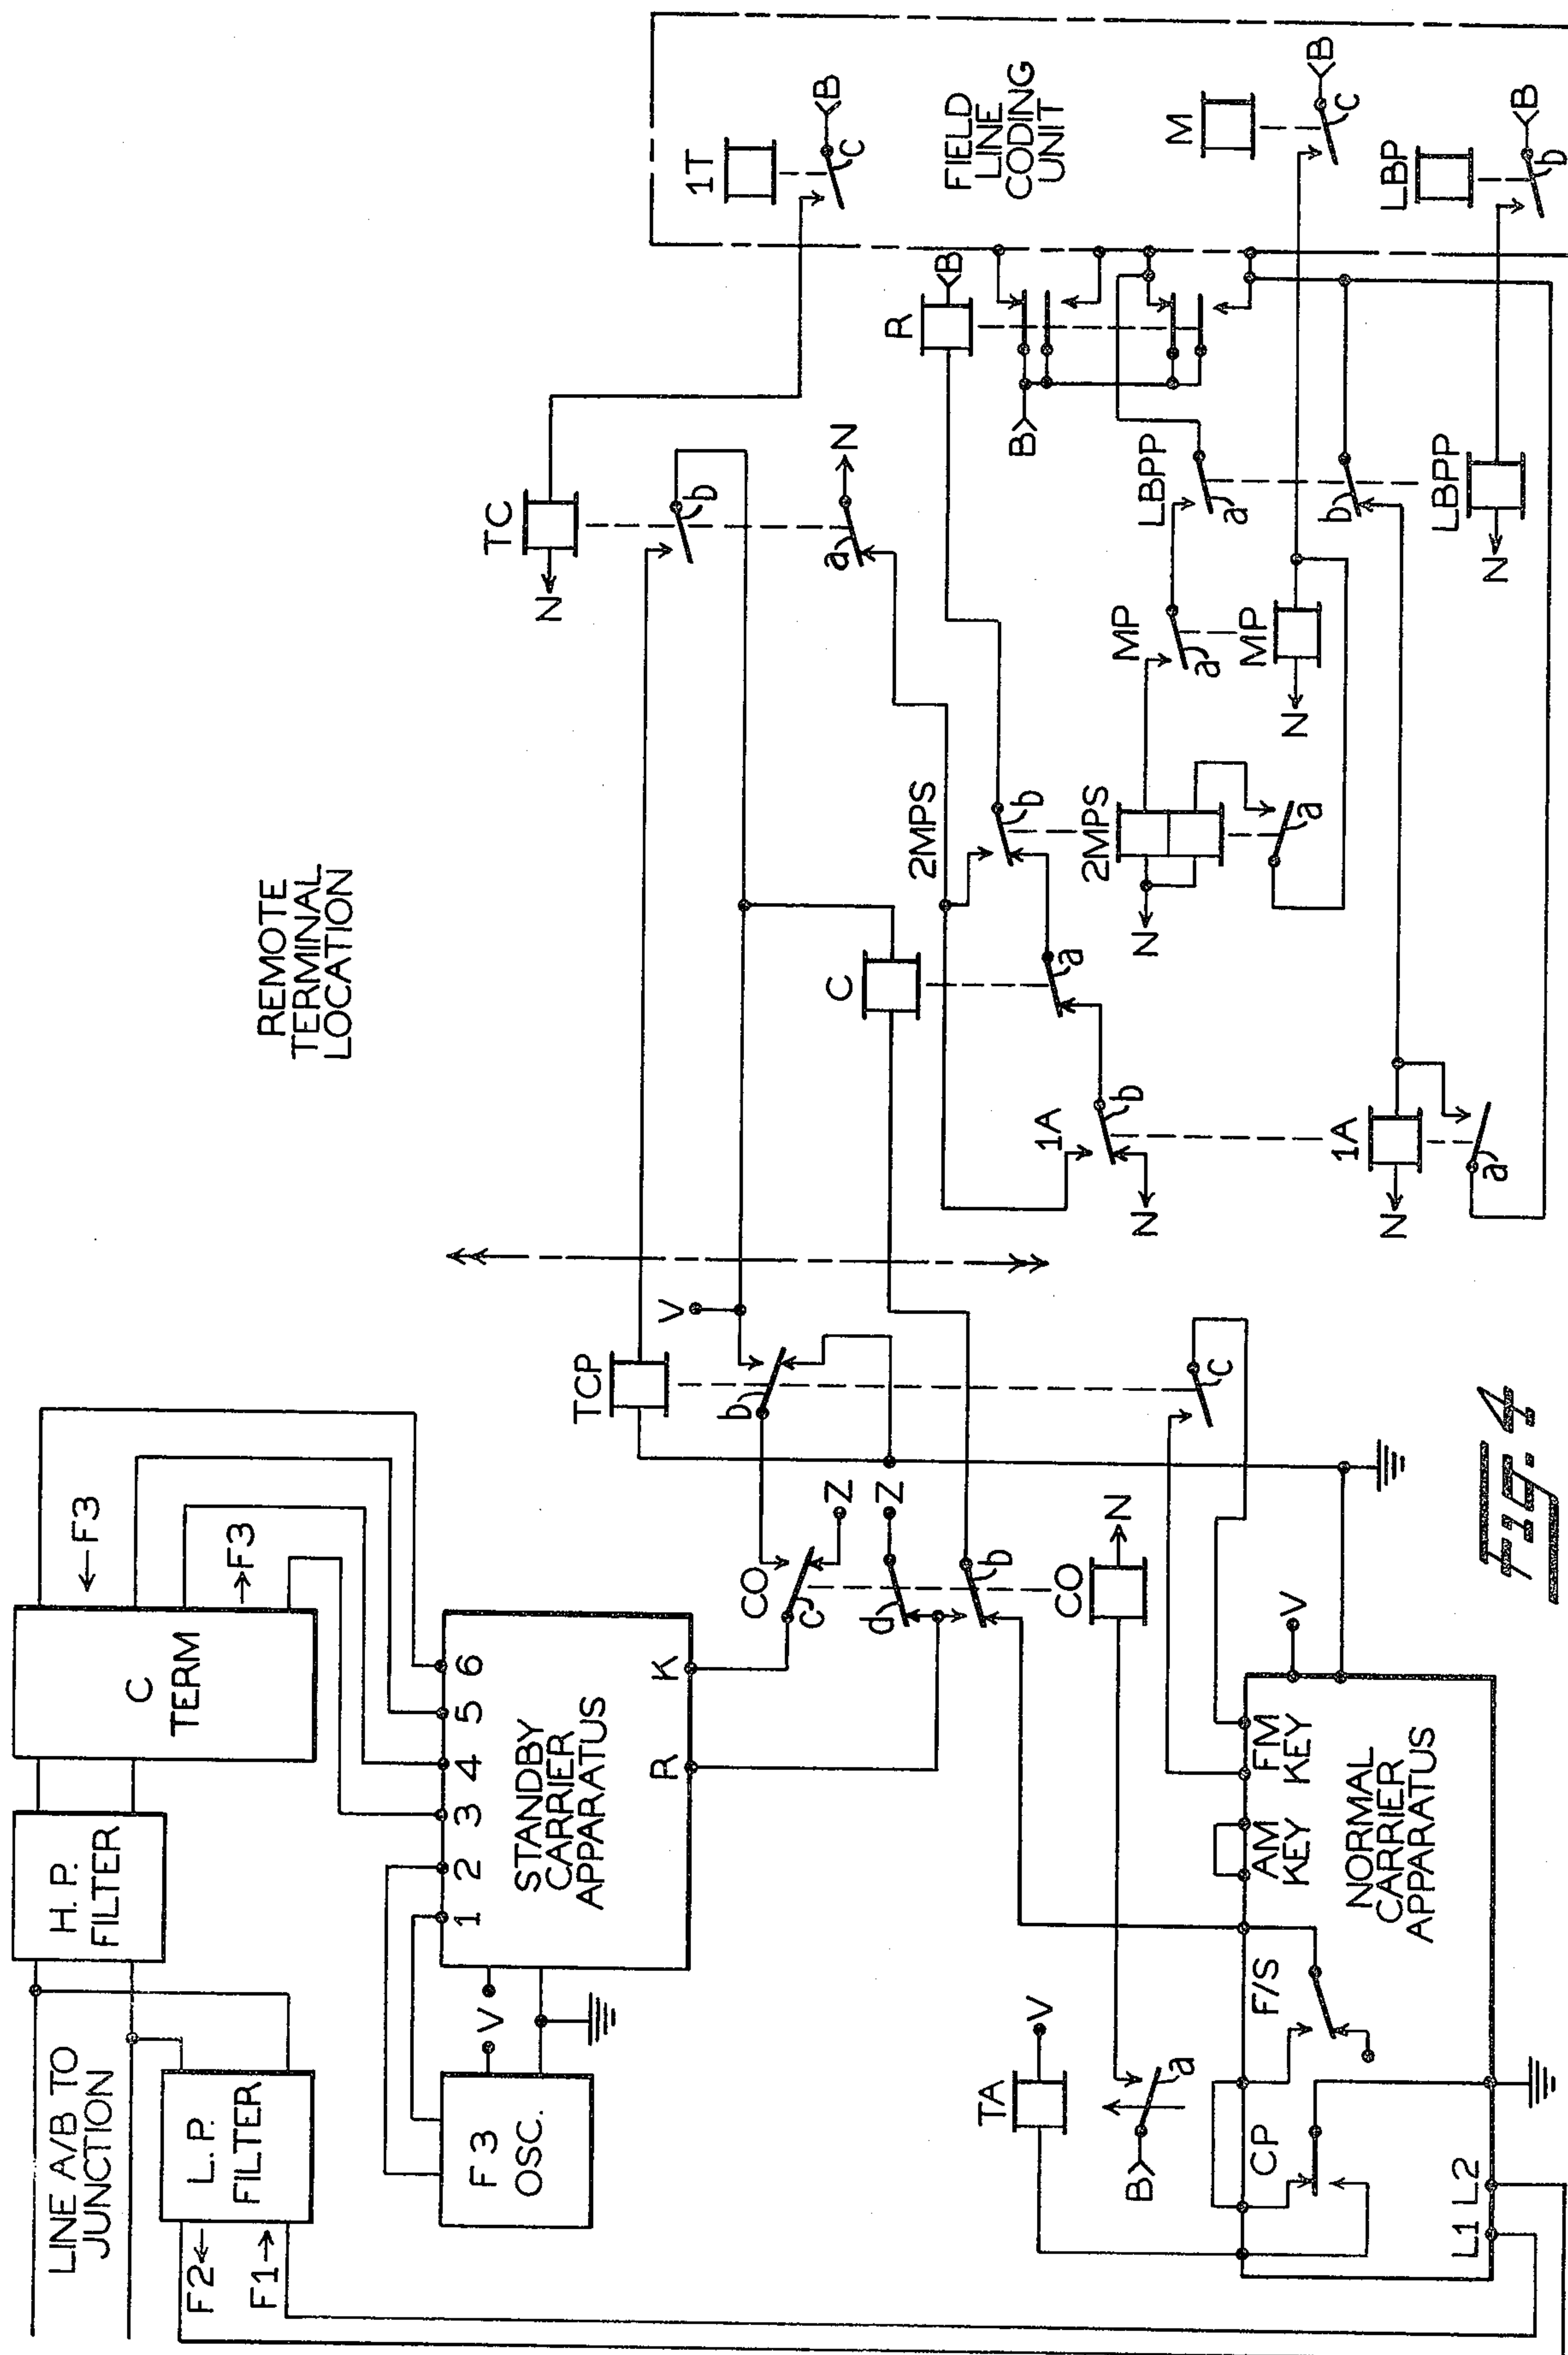 REMOTE
TERMINAL
LOCATION
LINE A/B TO
JUNCTION
H.P.
FILTER
C
TERM
←F3
→F3
L.P.
FILTER
F2←
F1→
F3
OSC.
V
V
1 2 3 4 5 6
STANDBY
CARRIER
APPARATUS
R K
TCP
V
b
c
CO
c
Z
d
Z
b
CO
N
TA
V
B
a
CP
F/S
AM
KEY
FM
KEY
V
NORMAL
CARRIER
APPARATUS
L1 L2
TC
N
b
a
N
1T
c
B
FIELD
LINE
CODING
UNIT
R
B
B
C
a
2MPS
b
1A
b
N
2MPS
N
a
MP
a
MP
N
LBPP
a
b
LBPP
N
1A
N
a
M
c
B
LBP
b
B
Fig. 4